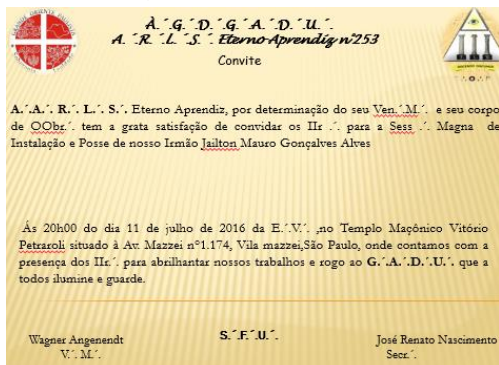 À.´.G.´.D.´.G.´.A.´.D.´.U.´.
A.´.R.´.L.´.S.´. Eterno Aprendiz nº253
Convite
A.´.A.´. R.´. L.´. S.´. Eterno Aprendiz, por determinação do seu Ven.´.M.´. e seu corpo
de OObr.´. tem a grata satisfação de convidar os IIr .´. para a Sess .´. Magna de
Instalação e Posse de nosso Irmão Jailton Mauro Gonçalves Alves
Ás 20h00 do dia 11 de julho de 2016 da E.´.V.´. ,no Templo Maçônico Vitório
Petraroli situado à Av. Mazzei nº1.174, Vila mazzei,São Paulo, onde contamos com a
presença dos IIr.´. para abrilhantar nossos trabalhos e rogo ao G.´.A.´.D.´.U.´. que a
todos ilumine e guarde.
S.´.F.´.U.´.
Wagner Angenendt
V.´. M.´.
José Renato Nascimento
Secr.´.